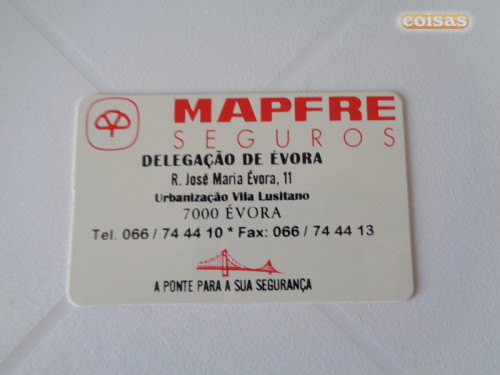 coisas
MAPFRE
SEGUROS
DELEGAÇÃO DE ÉVORA
R. José Maria Évora, 11
Urbanização Vila Lusitano
7000 ÉVORA
Tel. 066 / 74 44 10 * Fax: 066 / 74 44 13
A PONTE PARA A SUA SEGURANÇA